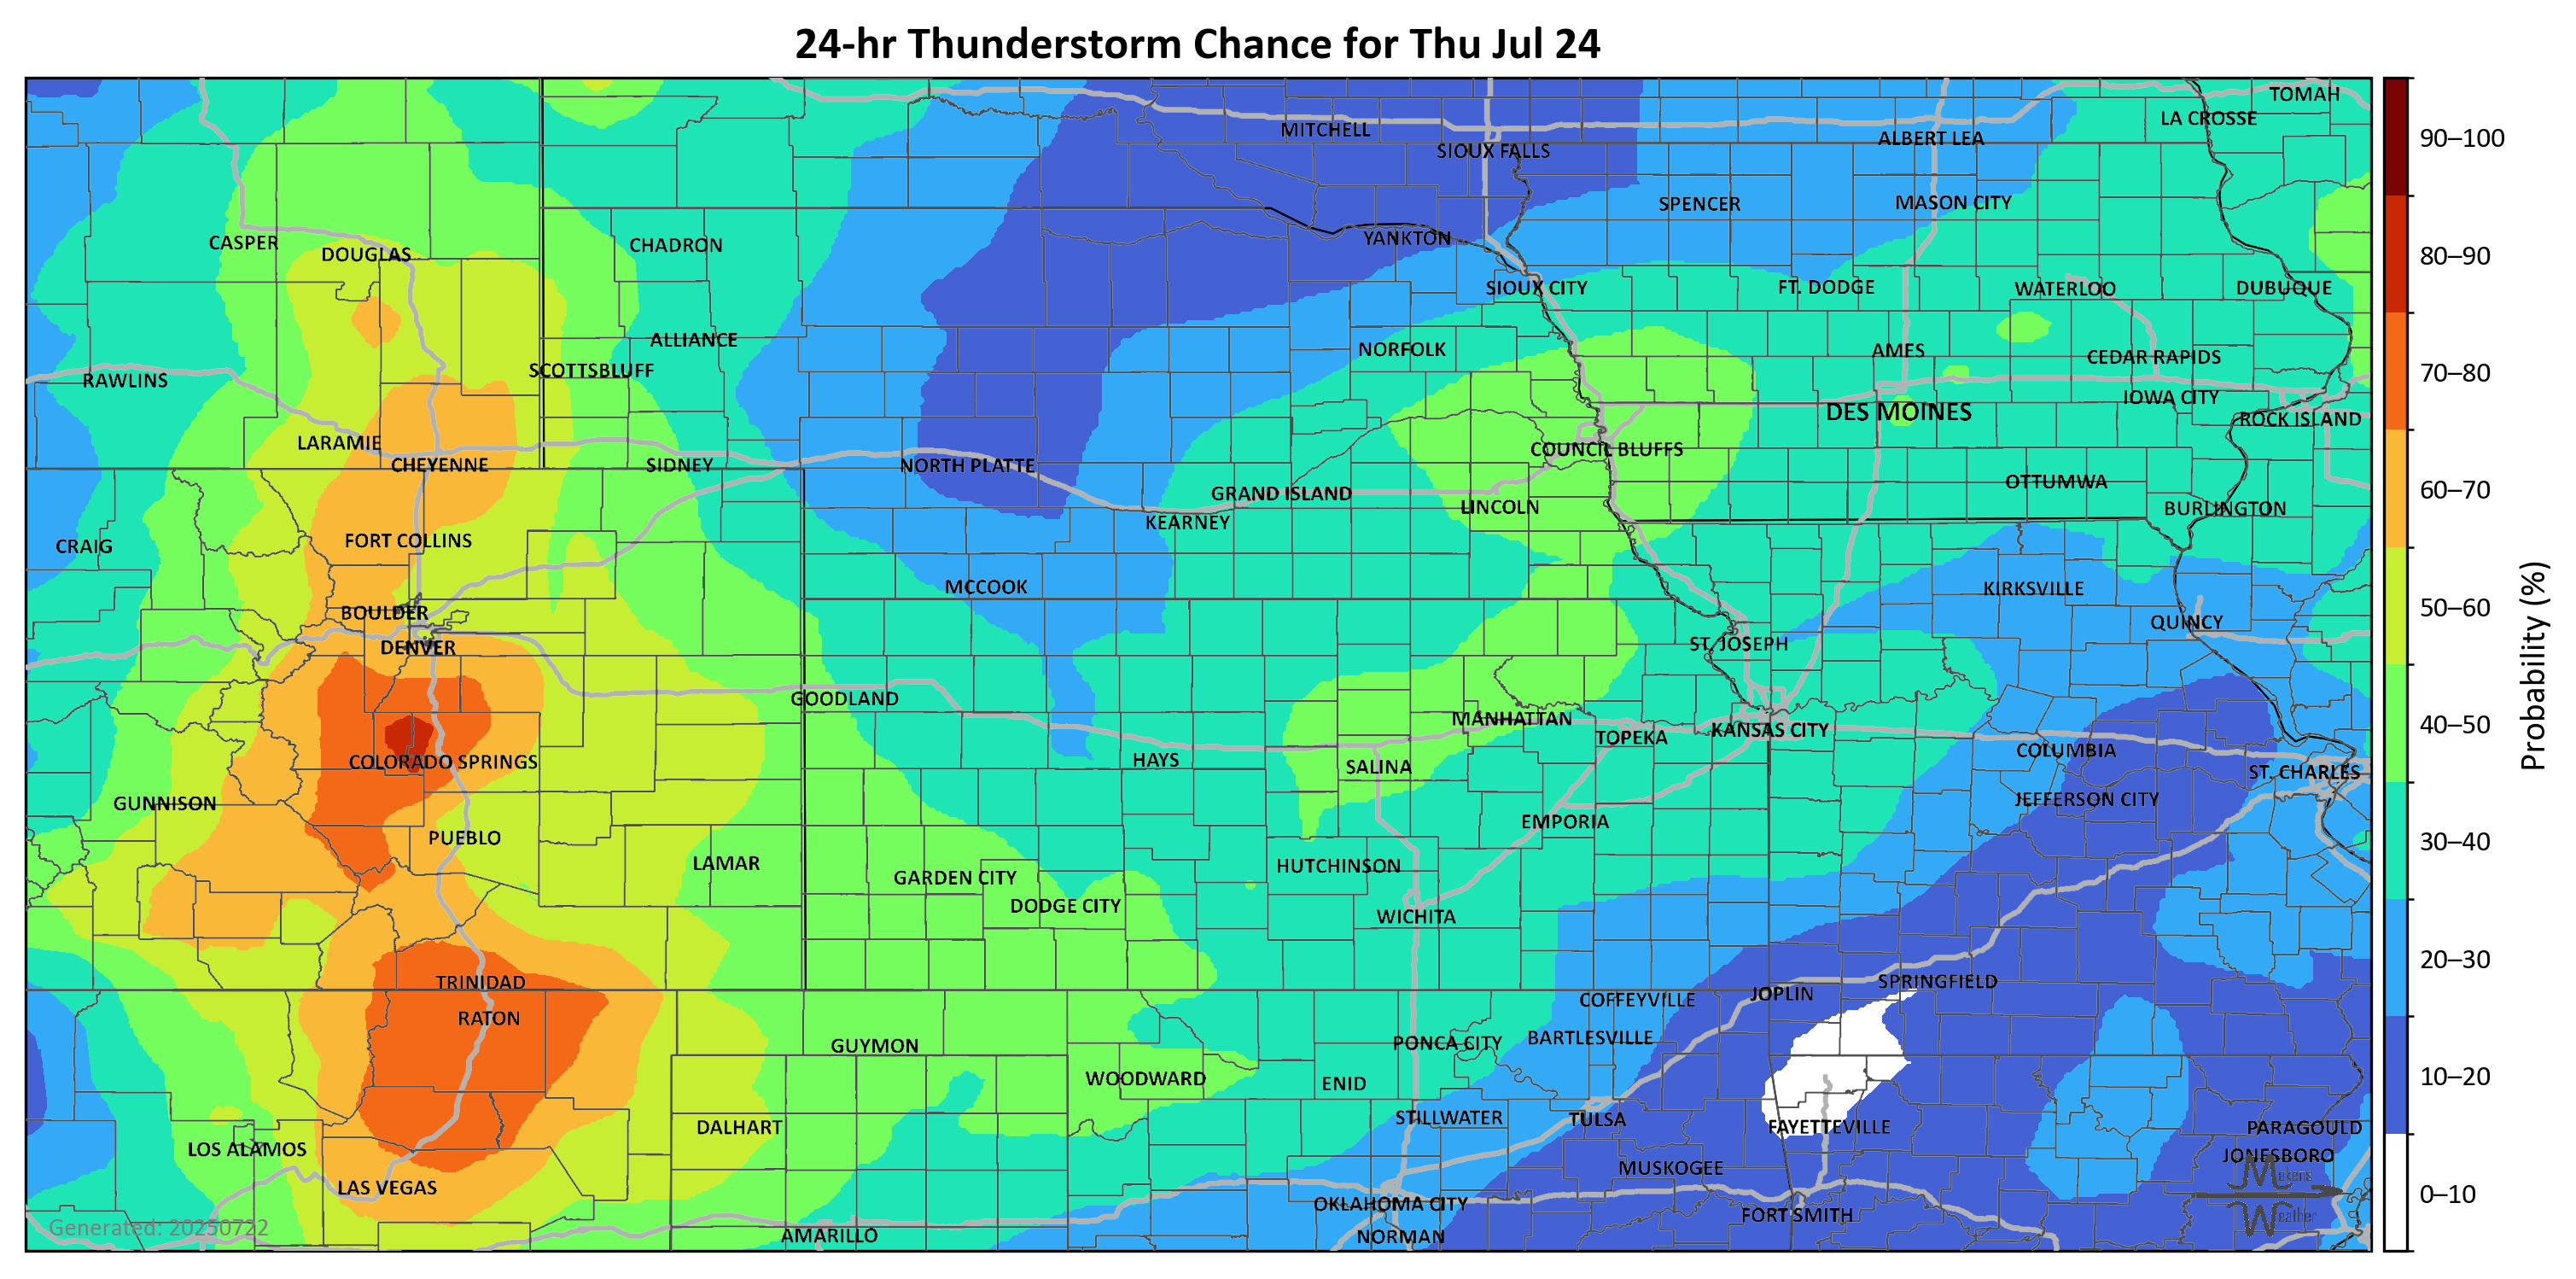 24-hr Thunderstorm Chance for Thu Jul 24
TOMAH
LA CROSSE
MITCHELL
ALBERT LEA
SIOUX FALLS
SPENCER
MASON CITY
CASPER
DOUGLAS
CHADRON
YANKTON
SIOUX CITY
FT. DODGE
WATERLOO
DUBUQUE
ALLIANCE
NORFOLK
AMES
CEDAR RAPIDS
RAWLINS
SCOTTSBLUFF
IOWA CITY
DES MOINES
ROCK ISLAND
LARAMIE
COUNCIL BLUFFS
CHEYENNE
SIDNEY
NORTH PLATTE
GRAND ISLAND
OTTUMWA
LINCOLN
BURLINGTON
KEARNEY
CRAIG
FORT COLLINS
MCCOOK
KIRKSVILLE
BOULDER
QUINCY
DENVER
ST. JOSEPH
GOODLAND
MANHATTAN
TOPEKA
KANSAS CITY
COLUMBIA
COLORADO SPRINGS
HAYS
SALINA
ST. CHARLES
GUNNISON
JEFFERSON CITY
PUEBLO
EMPORIA
LAMAR
GARDEN CITY
HUTCHINSON
DODGE CITY
WICHITA
TRINIDAD
SPRINGFIELD
JOPLIN
COFFEYVILLE
RATON
GUYMON
PONCA CITY
BARTLESVILLE
WOODWARD
ENID
STILLWATER
TULSA
DALHART
FAYETTEVILLE
PARAGOULD
LOS ALAMOS
JONESBORO
MUSKOGEE
LAS VEGAS
OKLAHOMA CITY
FORT SMITH
AMARILLO
NORMAN
Generated: 20250722
Mekens
Weather
90–100
80–90
70–80
60–70
50–60
40–50
30–40
20–30
10–20
0–10
Probability (%)